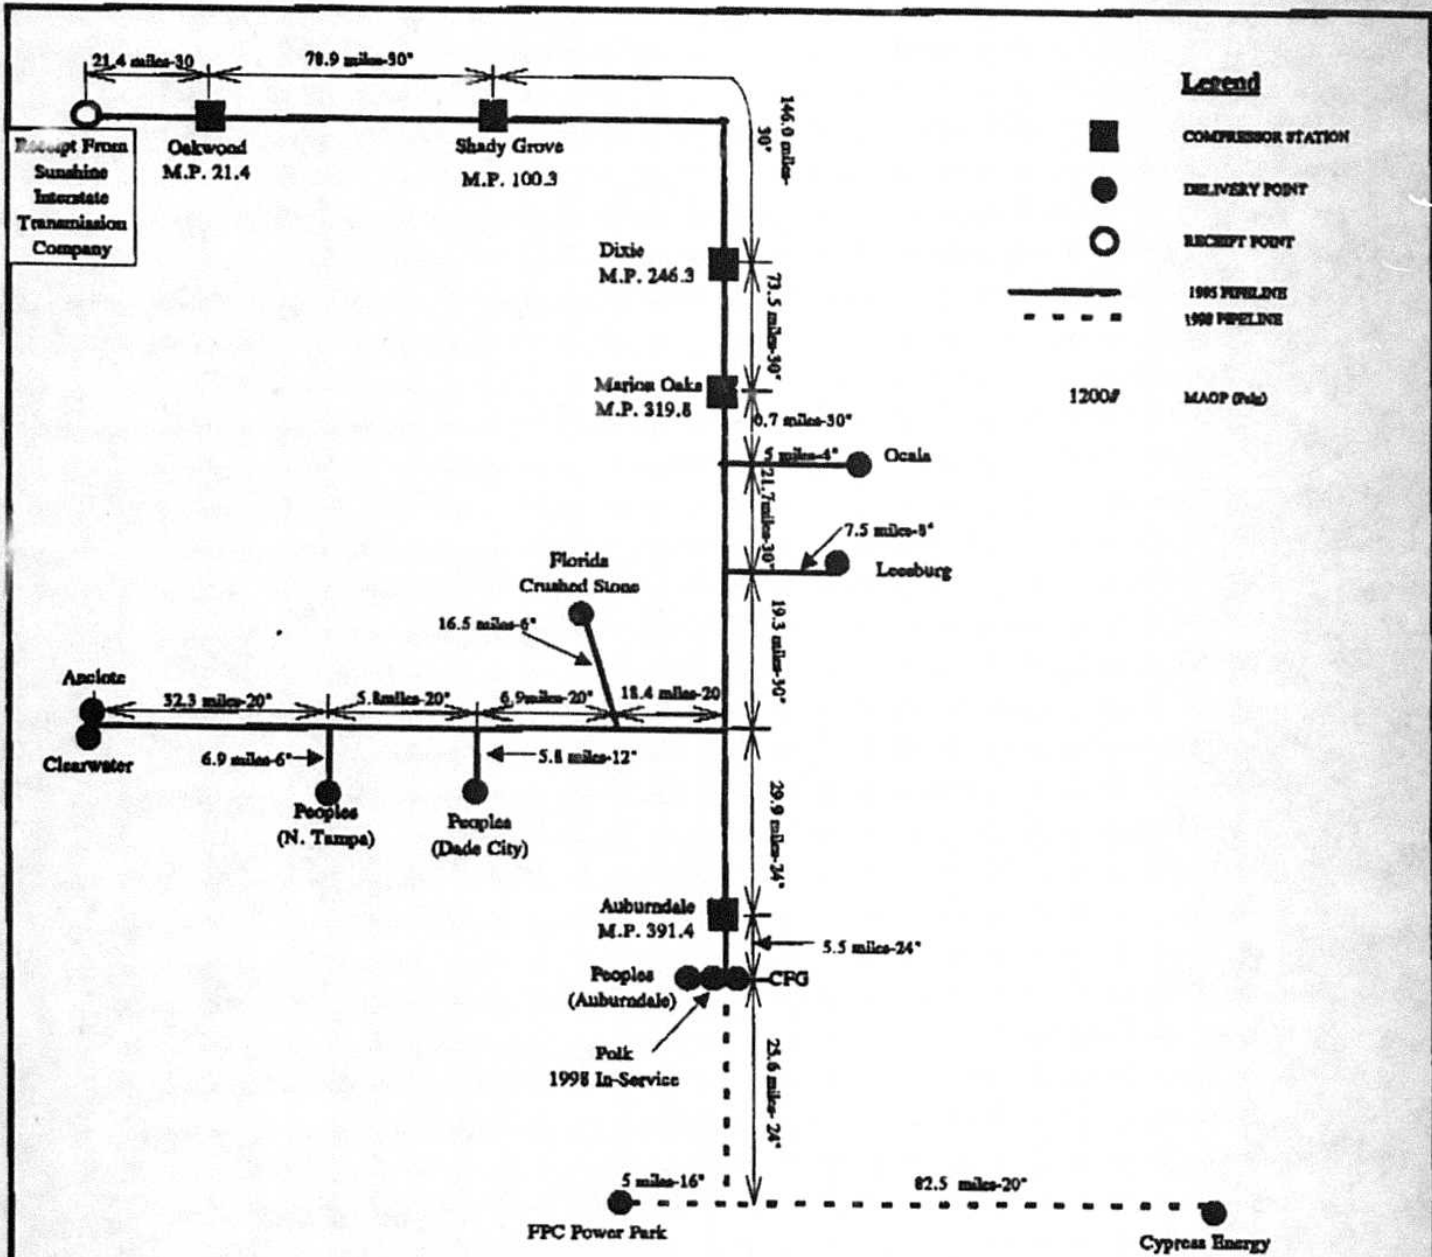 21.4 miles-30
78.9 miles-30"
146.0 miles-
30"
Legend
COMPRESSOR STATION
DELIVERY POINT
RECEIPT POINT
1995 PIPELINE
1998 PIPELINE
1200#
MAOP (Psig)
Receipt From
Sunshine
Interstate
Transmission
Company
Oakwood
M.P. 21.4
Shady Grove
M.P. 100.3
Dixie
M.P. 246.3
73.5 miles-30"
Marion Oaks
M.P. 319.8
0.7 miles-30"
5 miles-4"
Ocala
21.7miles-30"
7.5 miles-8"
Leesburg
Florida
Crushed Stone
16.5 miles-6"
19.3 miles-30"
Anclote
32.3 miles-20"
5.8miles-20"
6.9miles-20"
18.4 miles-20
Clearwater
6.9 miles-6"
5.8 miles-12"
Peoples
(N. Tampa)
Peoples
(Dade City)
29.9 miles-24"
Auburndale
M.P. 391.4
5.5 miles-24"
Peoples
(Auburndale)
CFG
Polk
1998 In-Service
25.6 miles-24"
5 miles-16"
82.5 miles-20"
FPC Power Park
Cypress Energy